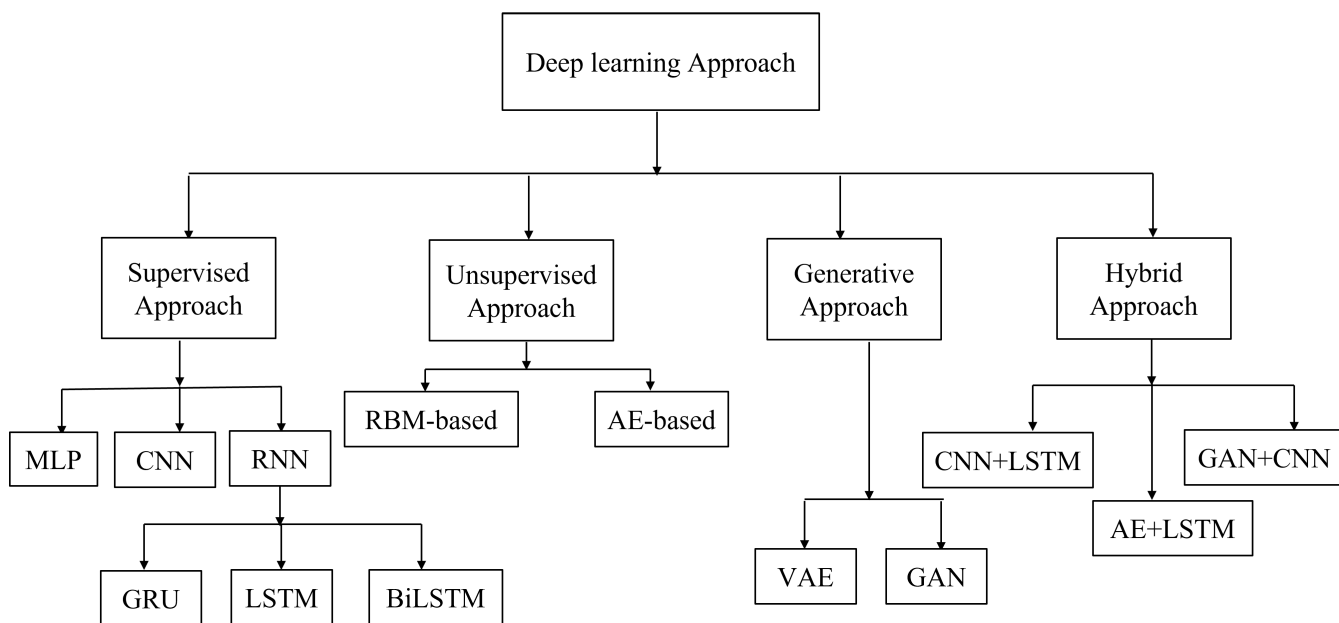 Deep learning Approach
Supervised
Approach
Unsupervised
Approach
Generative
Approach
Hybrid
Approach
MLP
CNN
RNN
RBM-based
AE-based
CNN+LSTM
GAN+CNN
AE+LSTM
GRU
LSTM
BiLSTM
VAE
GAN